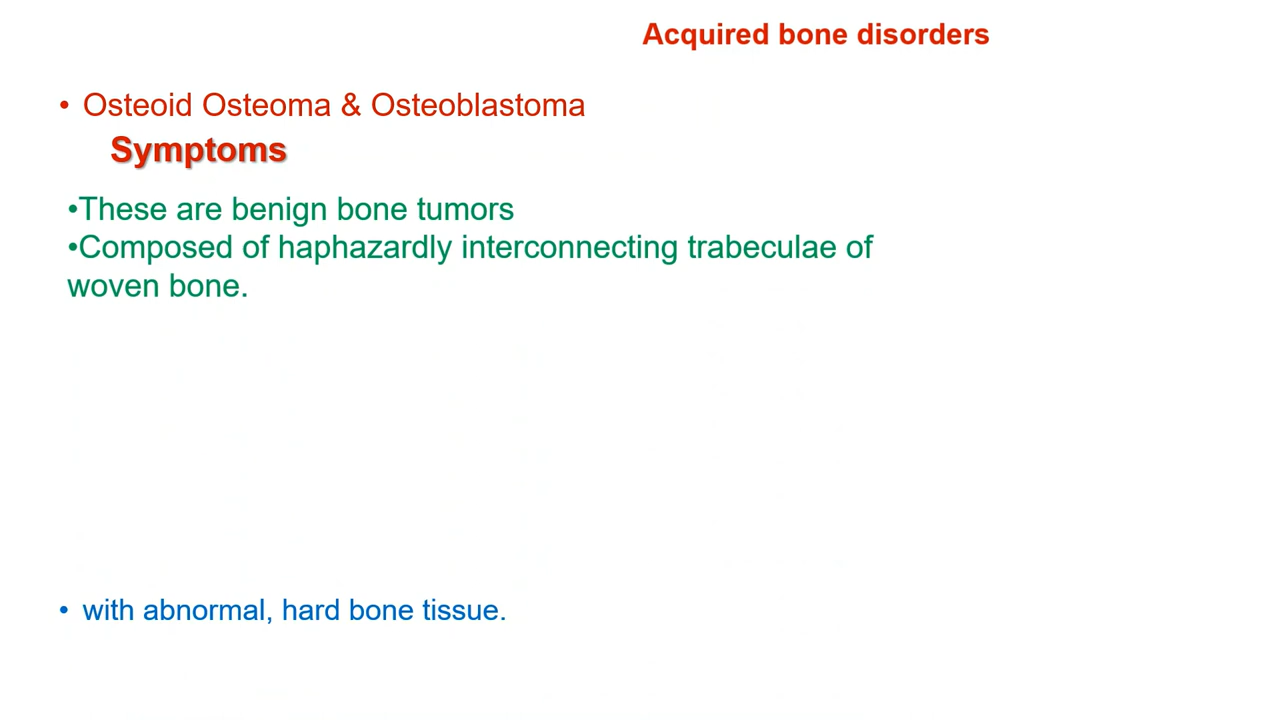 Acquired bone disorders
• Osteoid Osteoma & Osteoblastoma
Symptoms
•These are benign bone tumors
•Composed of haphazardly interconnecting trabeculae of
woven bone.
• with abnormal, hard bone tissue.